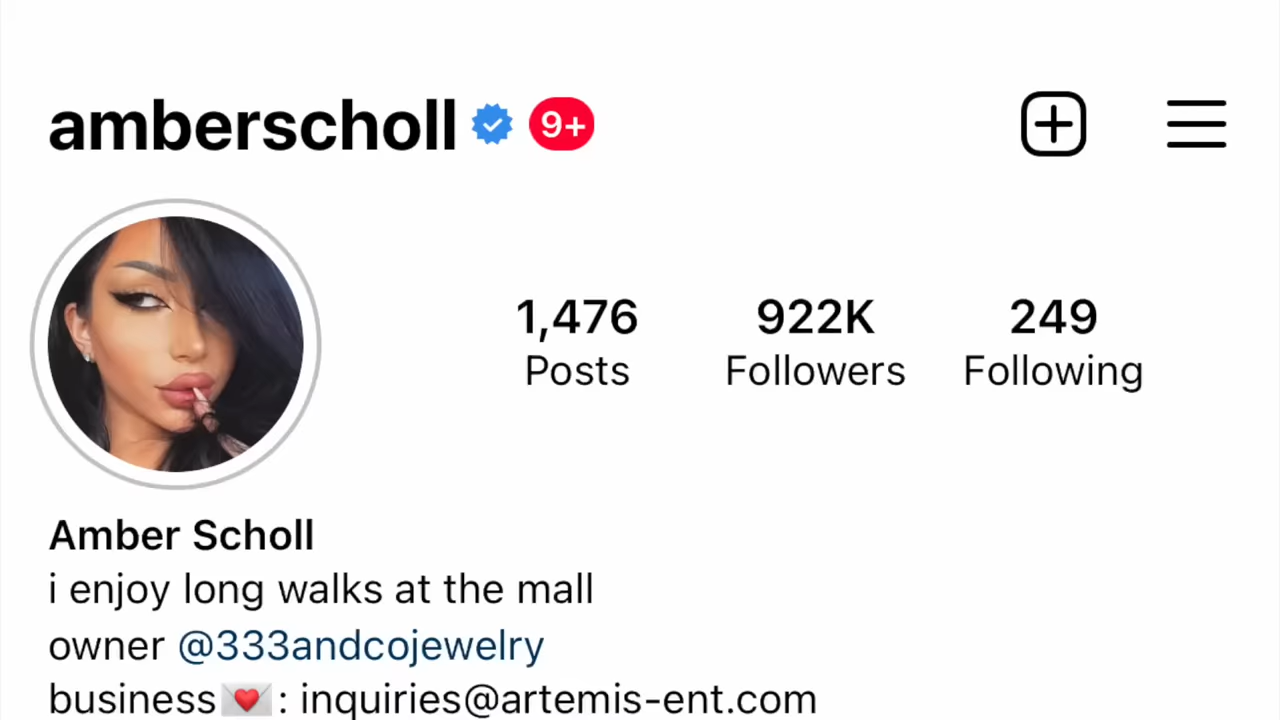 amberscholl 9+
1,476 922K 249
Posts Followers Following
Amber Scholl
i enjoy long walks at the mall
owner @333andcojewelry
business💌: inquiries@artemis-ent.com